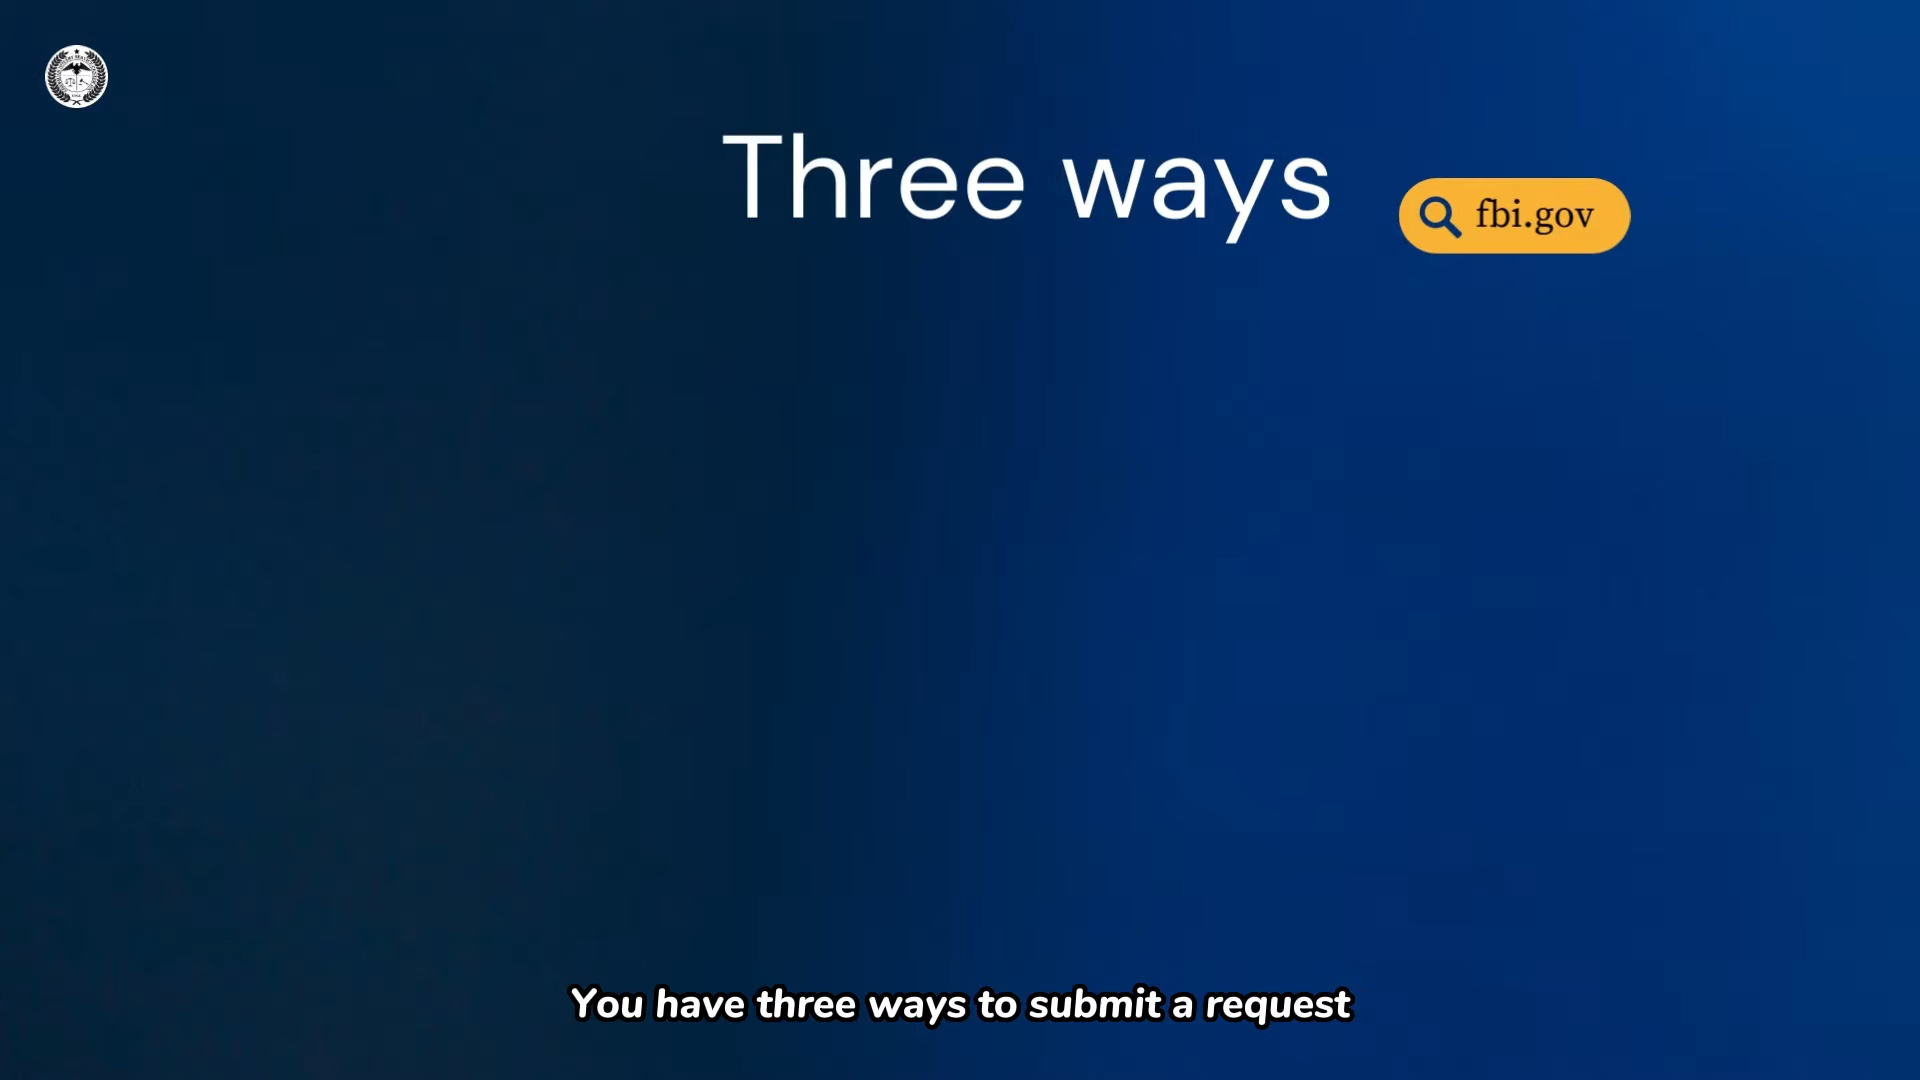 Three ways
fbi.gov
You have three ways to submit a request